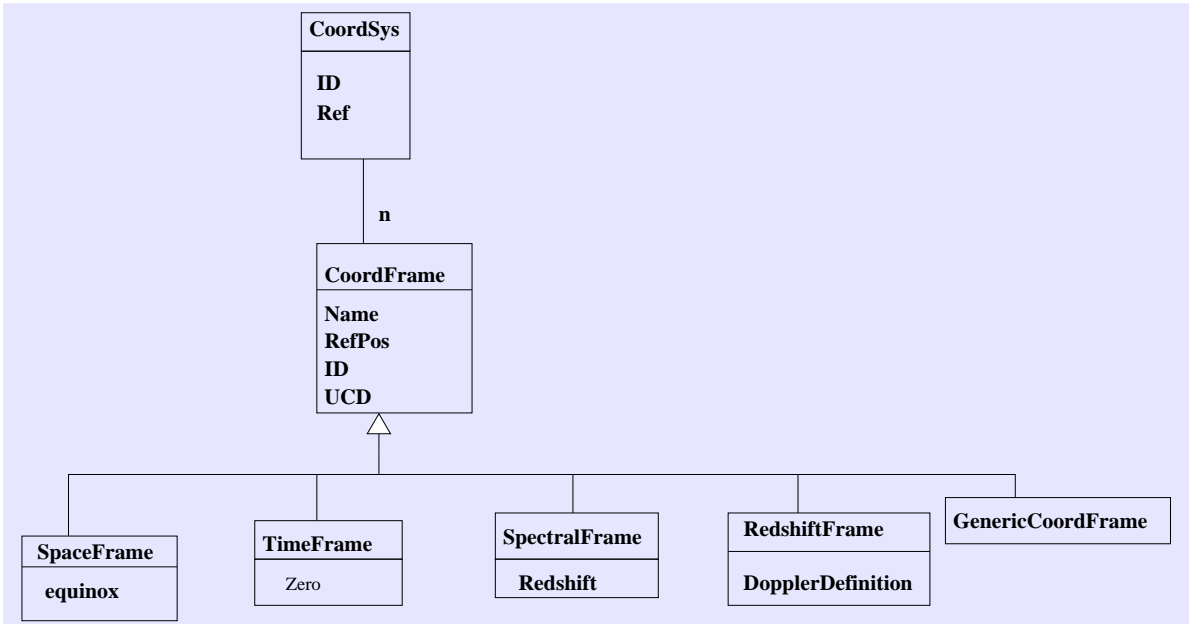 CoordSys
ID
Ref
n
CoordFrame
Name
RefPos
ID
UCD
SpaceFrame
equinox
TimeFrame
Zero
SpectralFrame
Redshift
RedshiftFrame
DopplerDefinition
GenericCoordFrame